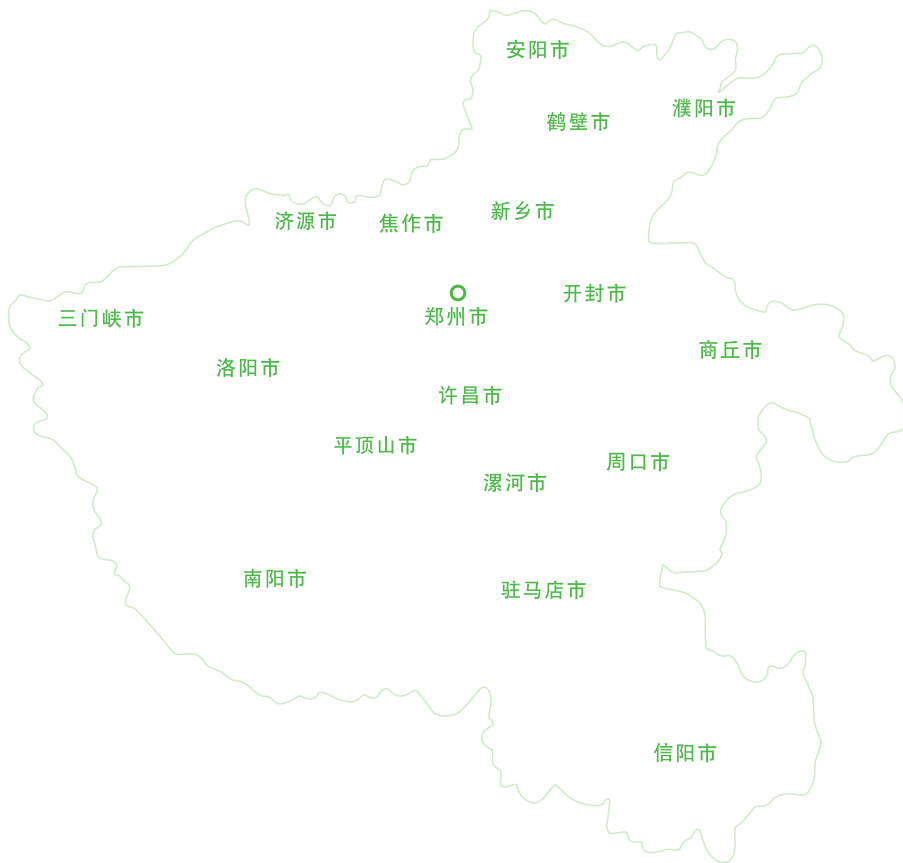 安阳市
濮阳市
鹤壁市
新乡市
济源市
焦作市
开封市
郑州市
三门峡市
商丘市
洛阳市
许昌市
平顶山市
周口市
漯河市
南阳市
驻马店市
信阳市